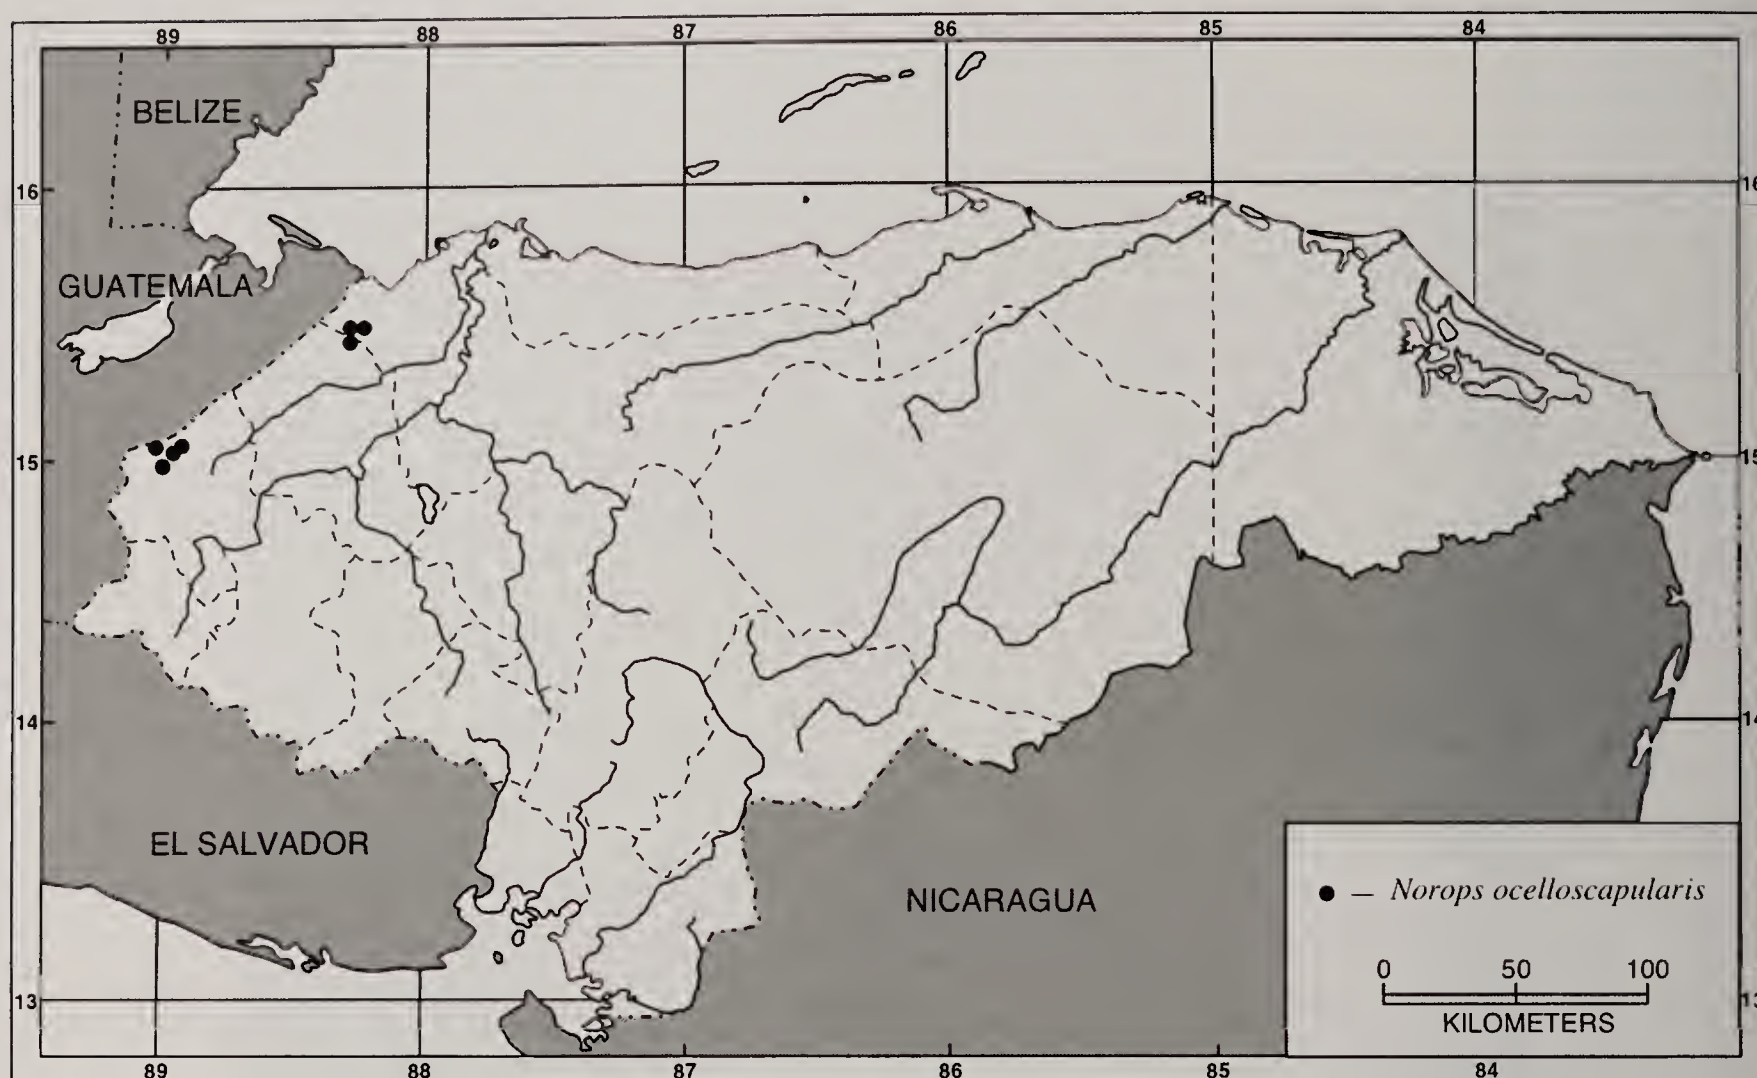 89 88 87 86 85 84
BELIZE
16 16
GUATEMALA
15 15
14 14
EL SALVADOR
NICARAGUA
● — Norops ocelloscapularis
0 50 100
KILOMETERS
13 13
89 88 87 86 85 84